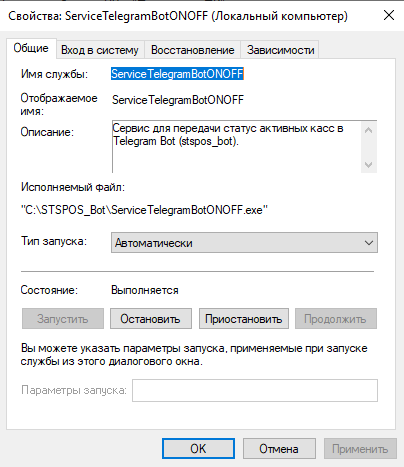 Свойства: ServiceTelegramBotONOFF (Локальный компьютер)
Общие Вход в систему Восстановление Зависимости
Имя службы: ServiceTelegramBotONOFF
Отображаемое имя: ServiceTelegramBotONOFF
Описание: Сервис для передачи статус активных касс в
Telegram Bot (stspos_bot).
Исполняемый файл:
"C:\STSPOS_Bot\ServiceTelegramBotONOFF.exe"
Тип запуска: Автоматически
Состояние: Выполняется
Запустить Остановить Приостановить Продолжить
Вы можете указать параметры запуска, применяемые при запуске
службы из этого диалогового окна.
Параметры запуска:
OK Отмена Применить